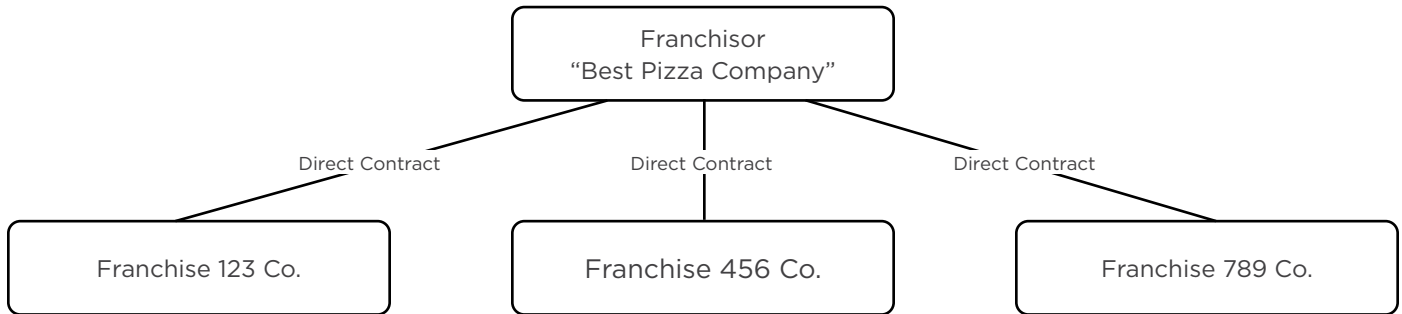 Franchisor
“Best Pizza Company”
Direct Contract
Direct Contract
Direct Contract
Franchise 123 Co.
Franchise 456 Co.
Franchise 789 Co.